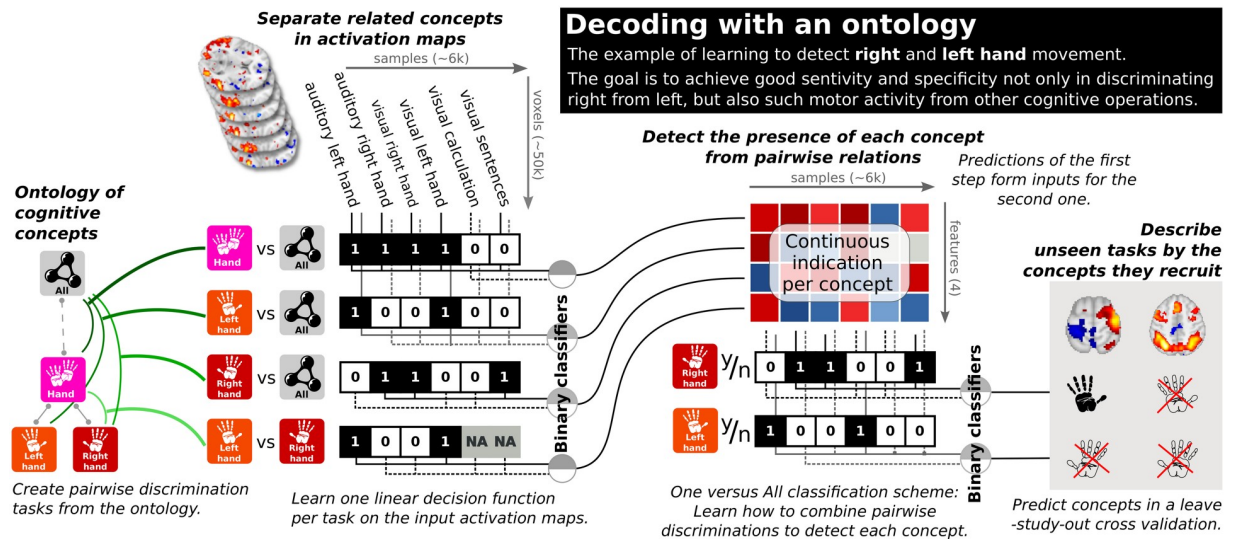 Separate related concepts
in activation maps
samples (~6k)
voxels (~50k)
auditory left hand
auditory right hand
visual right hand
visual left hand
visual calculation
visual sentences
Decoding with an ontology
The example of learning to detect right and left hand movement.
The goal is to achieve good sentivity and specificity not only in discriminating
right from left, but also such motor activity from other cognitive operations.
Ontology of
cognitive
concepts
All
Hand
Left
hand
Right
hand
Create pairwise discrimination
tasks from the ontology.
Hand
vs
All
1 1 1 1 0 0
Left
hand
vs
All
1 0 0 1 0 0
Right
hand
vs
All
0 1 1 0 0 1
Left
hand
vs
Right
hand
1 0 0 1 NA NA
Binary classifiers
Learn one linear decision function
per task on the input activation maps.
Detect the presence of each concept
from pairwise relations
samples (~6k)
features (4)
Continuous
indication
per concept
Predictions of the first
step form inputs for the
second one.
Right
hand
y/n
0 1 1 0 0 1
Left
hand
y/n
1 0 0 1 0 0
Binary classifiers
One versus All classification scheme:
Learn how to combine pairwise
discriminations to detect each concept.
Describe
unseen tasks by the
concepts they recruit
Predict concepts in a leave
-study-out cross validation.